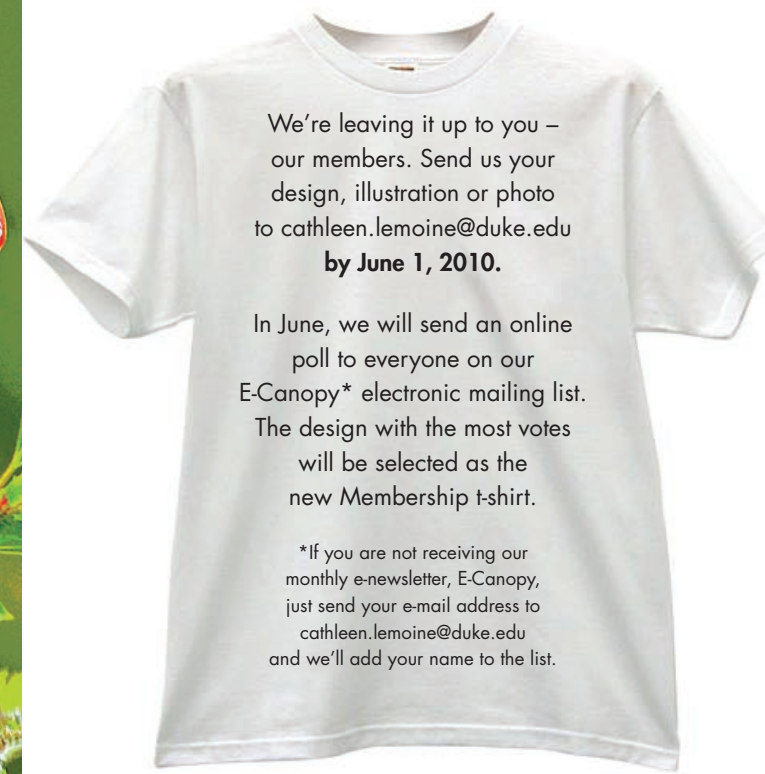 We’re leaving it up to you –
our members. Send us your
design, illustration or photo
to cathleen.lemoine@duke.edu
by June 1, 2010.
In June, we will send an online
poll to everyone on our
E-Canopy* electronic mailing list.
The design with the most votes
will be selected as the
new Membership t-shirt.
*If you are not receiving our
monthly e-newsletter, E-Canopy,
just send your e-mail address to
cathleen.lemoine@duke.edu
and we’ll add your name to the list.